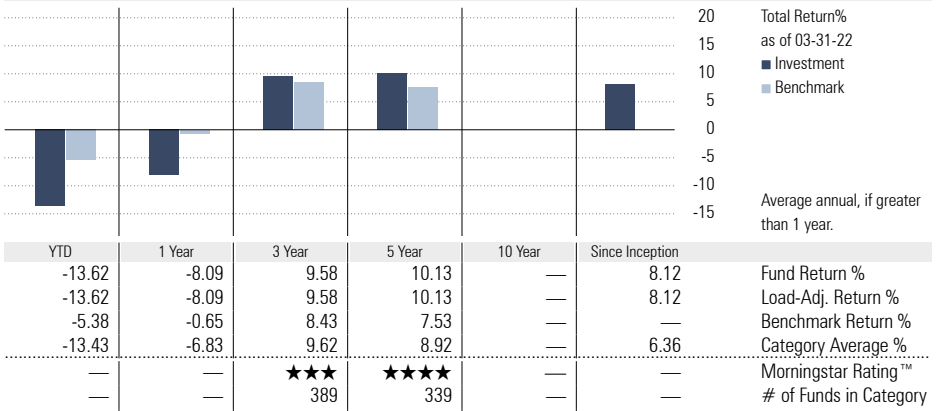 20
15
10
5
0
-5
-10
-15
Total Return%
as of 03-31-22
■ Investment
■ Benchmark
Average annual, if greater
than 1 year.
YTD 1 Year 3 Year 5 Year 10 Year Since Inception
-13.62 -8.09 9.58 10.13 — 8.12 Fund Return %
-13.62 -8.09 9.58 10.13 — 8.12 Load-Adj. Return %
-5.38 -0.65 8.43 7.53 — — Benchmark Return %
-13.43 -6.83 9.62 8.92 — 6.36 Category Average %
— — ★★★ ★★★★ — — Morningstar Rating™
— — 389 339 — — # of Funds in Category